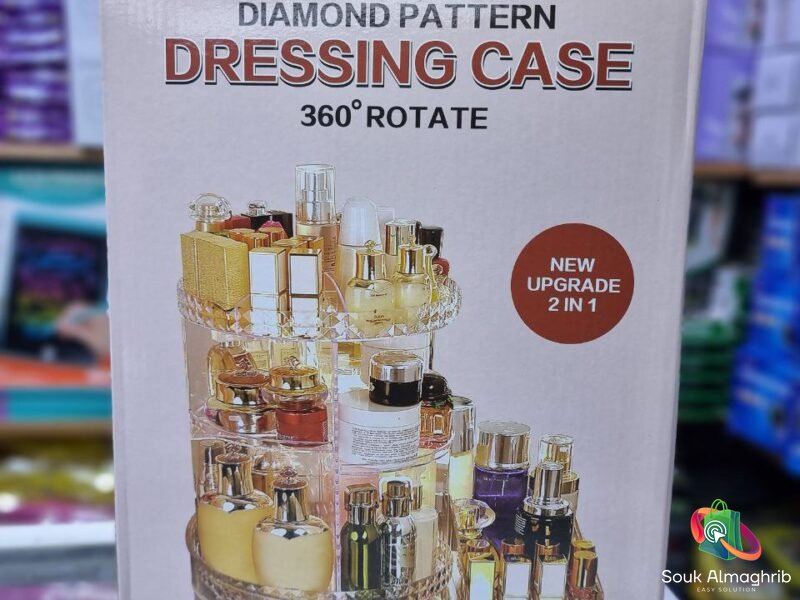 DIAMOND PATTERN
DRESSING CASE
360° ROTATE
NEW
UPGRADE
2 IN 1
Souk Almaghrib
EASY SOLUTION